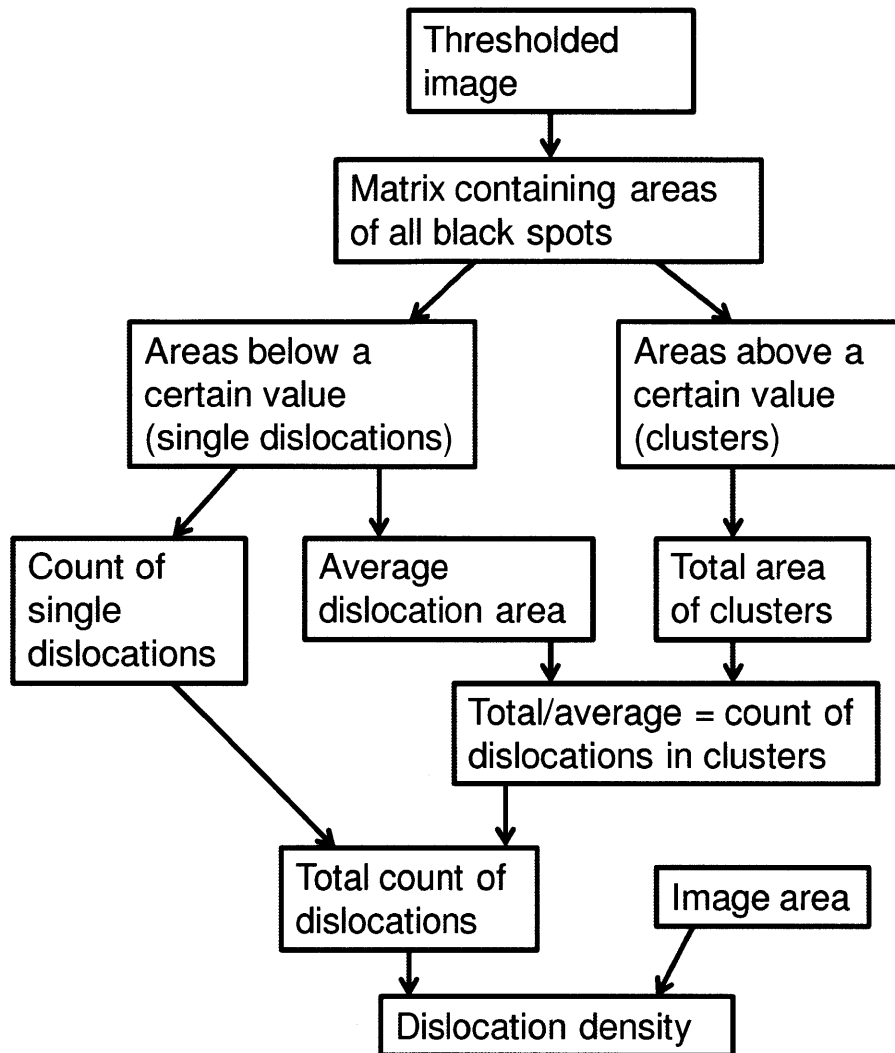 Thresholded
image
Matrix containing areas
of all black spots
Areas below a
certain value
(single dislocations)
Areas above a
certain value
(clusters)
Count of
single
dislocations
Average
dislocation area
Total area
of clusters
Total/average = count of
dislocations in clusters
Total count of
dislocations
Image area
Dislocation density